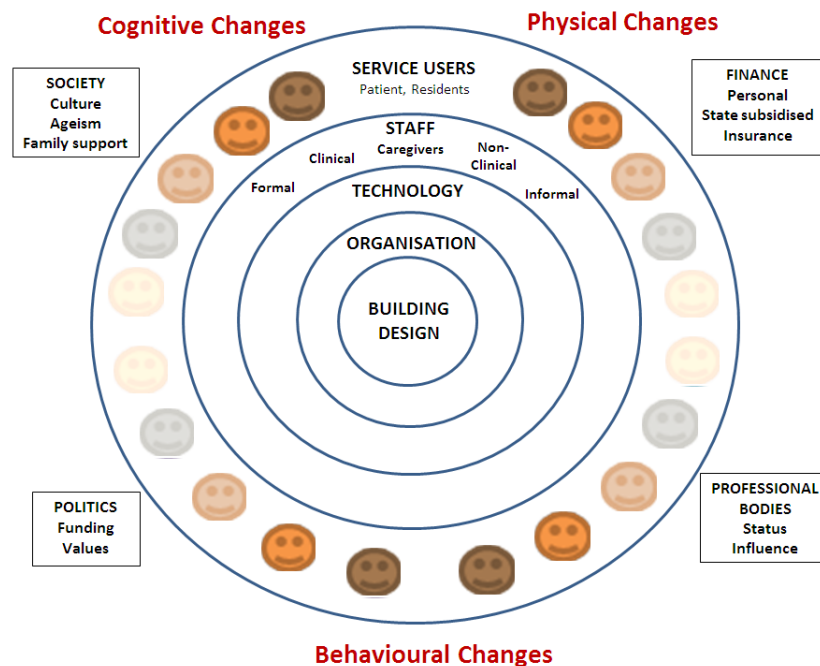 Cognitive Changes
Physical Changes
SOCIETY
Culture
Ageism
Family support
SERVICE USERS
Patient, Residents
FINANCE
Personal
State subsidised
Insurance
STAFF
Caregivers
Clinical
Non-
Clinical
Formal
Informal
TECHNOLOGY
ORGANISATION
BUILDING
DESIGN
POLITICS
Funding
Values
PROFESSIONAL
BODIES
Status
Influence
Behavioural Changes